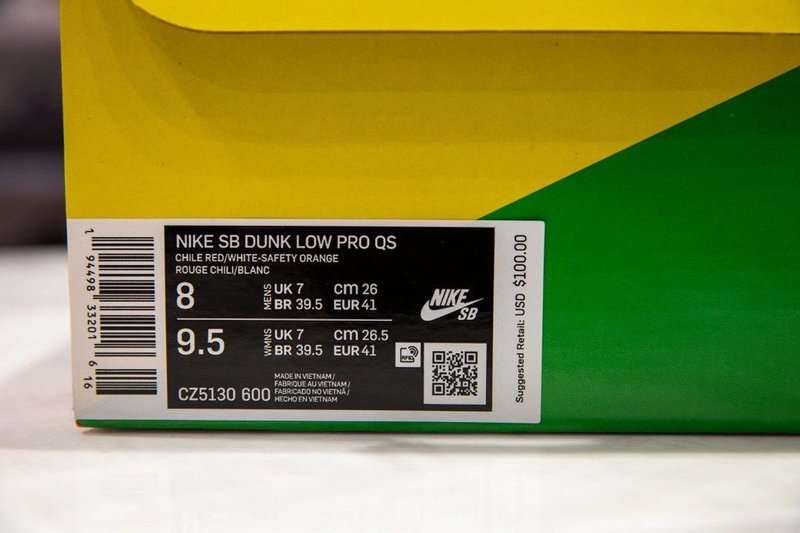 1 94498 33201 6 16
NIKE SB DUNK LOW PRO QS
CHILE RED/WHITE-SAFETY ORANGE
ROUGE CHILI/BLANC
8 MENS UK 7 cm 26
BR 39.5 EUR 41
9.5 WMNS UK 7 cm 26.5
BR 39.5 EUR 41
CZ5130 600
MADE IN VIETNAM /
FABRIQUE AU VIETNAM /
FABRICADO NO VIETNÃ /
HECHO EN VIETNAM
NIKE
SB
RFID
Suggested Retail: USD $100.00